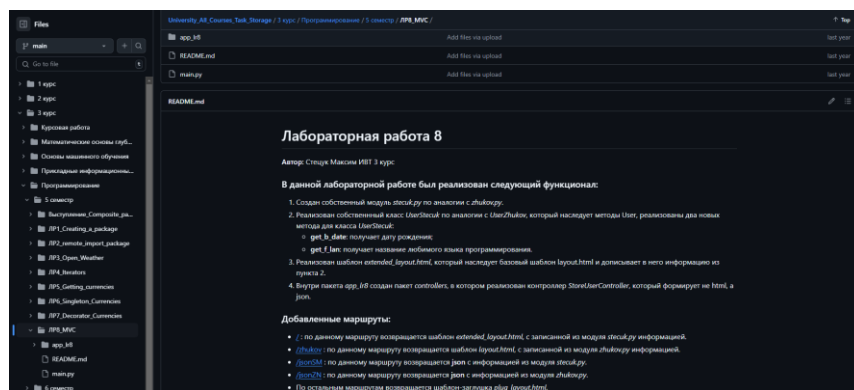 Files
main
Go to file
1 курс
2 курс
3 курс
Курсовая работа
Математические основы глуб...
Основы машинного обучения
Прикладные информационны...
Программирование
5 семестр
Выступление_Composite_pa...
ЛР1_Creating_a_package
ЛР2_remote_import_package
ЛР3_Open_Weather
ЛР4_Iterators
ЛР5_Getting_currencies
ЛР6_Singleton_Currencies
ЛР7_Decorator_Currencies
ЛР8_MVC
app_lr8
README.md
main.py
6 семестр
University_All_Courses_Task_Storage / 3 курс / Программирование / 5 семестр / ЛР8_MVC /
Top
app_lr8 Add files via upload last year
README.md Add files via upload last year
main.py Add files via upload last year
README.md
Лабораторная работа 8
Автор: Стецук Максим ИВТ 3 курс
В данной лабораторной работе был реализован следующий функционал:
1. Создан собственный модуль stecuk.py по аналогии с zhukov.py.
2. Реализован собственнный класс UserStecuk по аналогии с UserZhukov, который наследует методы User, реализованы два новых
метода для класса UserStecuk:
get_b_date: получает дату рождения;
get_f_lan: получает название любимого языка программирования.
3. Реализован шаблон extended_layout.html, который наследует базовый шаблон layout.html и дописывает в него информацию из
пункта 2.
4. Внутри пакета app_lr8 создан пакет controllers, в котором реализован контроллер StoreUserController, который формирует не html, а
json.
Добавленные маршруты:
/ : по данному маршруту возвращается шаблон extended_layout.html, с записанной из модуля stecuk.py информацией.
/zhukov : по данному маршруту возвращается шаблон layout.html, с записанной из модуля zhukov.py информацией.
/jsonSM : по данному маршруту возвращается json с информацией из модуля stecuk.py.
/jsonZN : по данному маршруту возвращается json с информацией из модуля zhukov.py.
По остальным маршрутам возвращается шаблон-заглушка plug_layout.html.